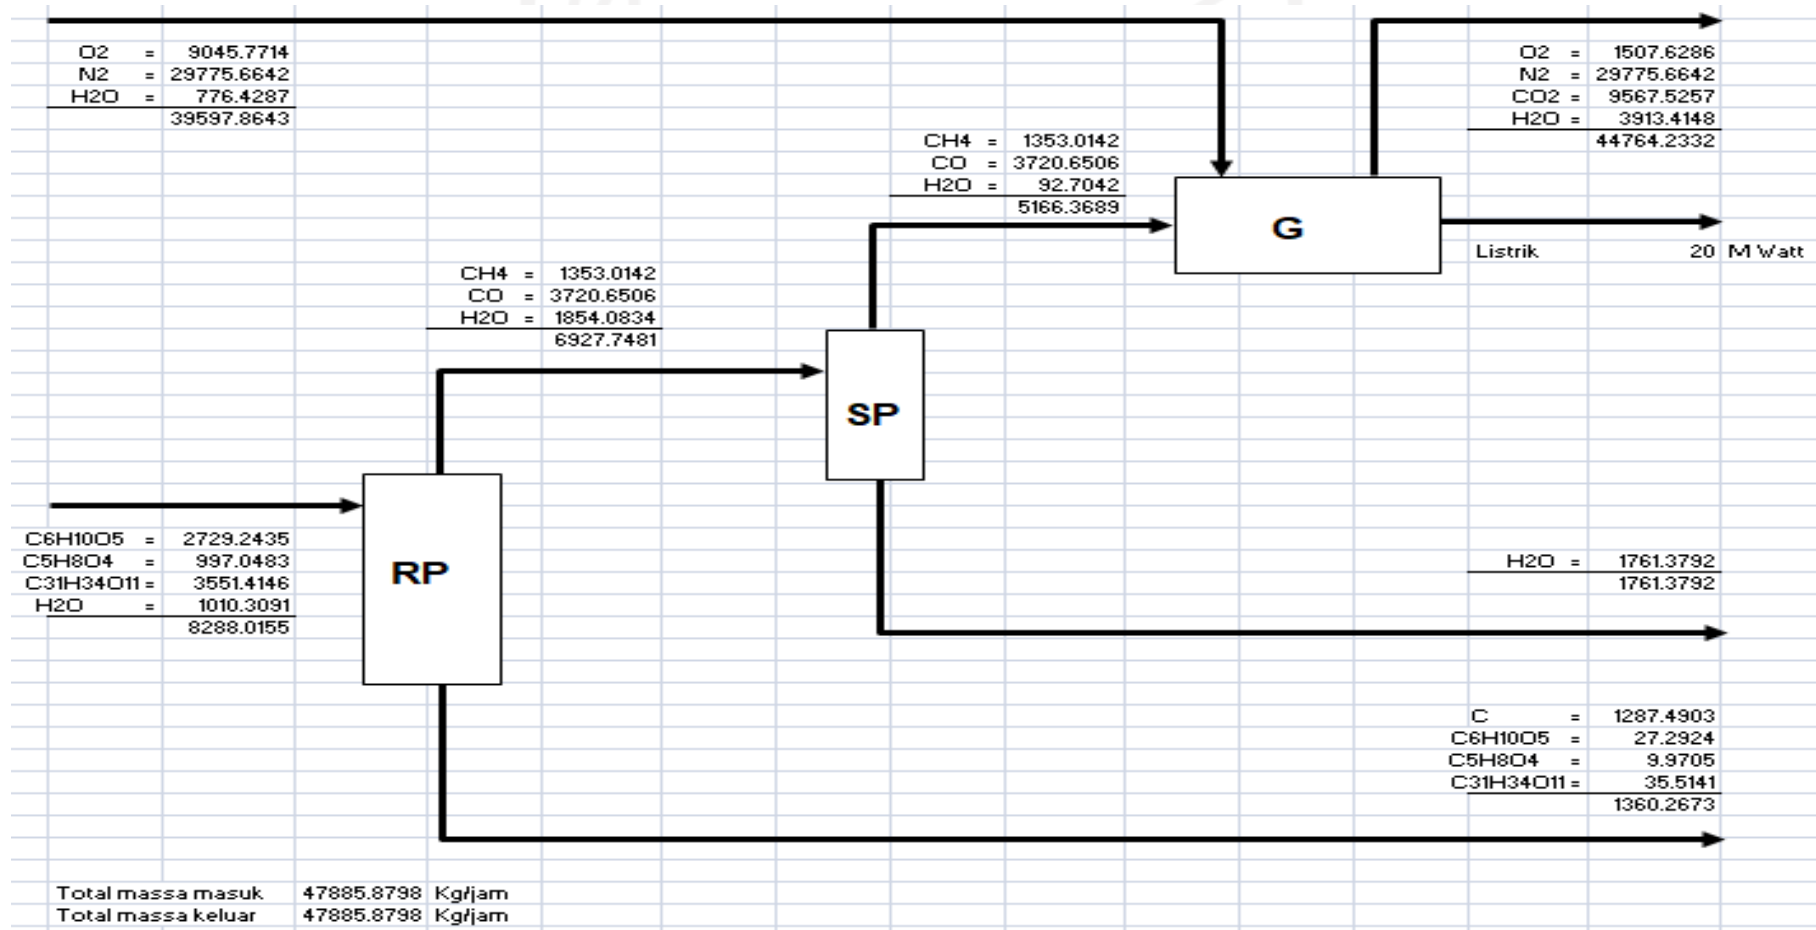 O2 = 9045.7714
N2 = 29775.6642
H2O = 776.4287
39597.8643
O2 = 1507.6286
N2 = 29775.6642
CO2 = 9567.5257
H2O = 3913.4148
44764.2332
CH4 = 1353.0142
CO = 3720.6506
H2O = 92.7042
5166.3689
G
Listrik 20 M Watt
CH4 = 1353.0142
CO = 3720.6506
H2O = 1854.0834
6927.7481
SP
RP
C6H10O5 = 2729.2435
C5H8O4 = 997.0483
C31H34O11 = 3551.4146
H2O = 1010.3091
8288.0155
H2O = 1761.3792
1761.3792
C = 1287.4903
C6H10O5 = 27.2924
C5H8O4 = 9.9705
C31H34O11 = 35.5141
1360.2673
Total massa masuk 47885.8798 Kg/jam
Total massa keluar 47885.8798 Kg/jam